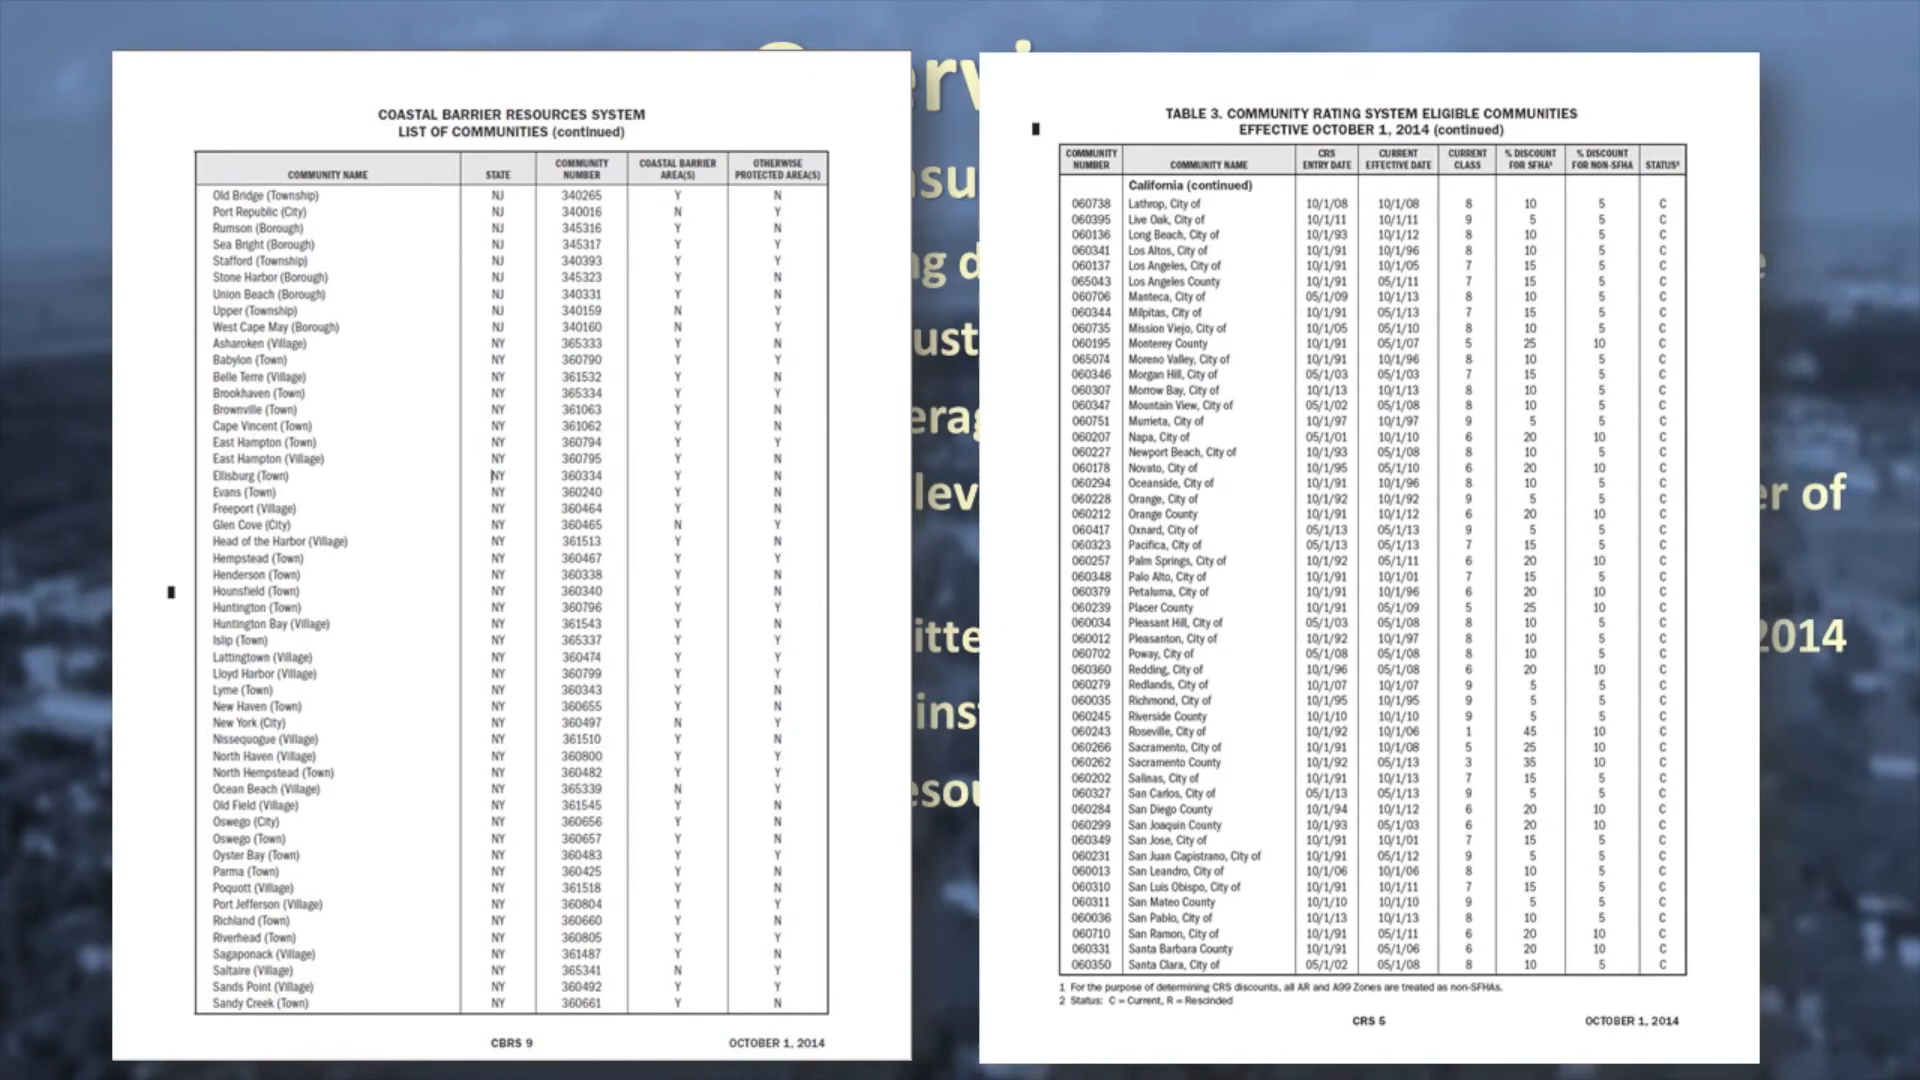 COASTAL BARRIER RESOURCES SYSTEM
LIST OF COMMUNITIES (continued)
COMMUNITY NAME STATE COMMUNITY NUMBER COASTAL BARRIER AREA(S) OTHERWISE PROTECTED AREA(S)
Old Bridge (Township) NJ 340265 Y N
Port Republic (City) NJ 340016 N Y
Rumson (Borough) NJ 345316 Y N
Sea Bright (Borough) NJ 345317 Y Y
Stafford (Township) NJ 340393 Y Y
Stone Harbor (Borough) NJ 345323 Y N
Union Beach (Borough) NJ 340331 Y N
Upper (Township) NJ 340159 N Y
West Cape May (Borough) NJ 340160 N Y
Asharoken (Village) NY 365333 Y N
Babylon (Town) NY 360790 Y Y
Belle Terre (Village) NY 361532 Y N
Brookhaven (Town) NY 365334 Y Y
Brownville (Town) NY 361063 Y N
Cape Vincent (Town) NY 361062 Y N
East Hampton (Town) NY 360794 Y Y
East Hampton (Village) NY 360795 Y N
Ellisburg (Town) NY 360334 Y N
Evans (Town) NY 360240 Y N
Freeport (Village) NY 360464 Y N
Glen Cove (City) NY 360465 N Y
Head of the Harbor (Village) NY 361513 Y N
Hempstead (Town) NY 360467 Y Y
Henderson (Town) NY 360338 Y N
Hounsfield (Town) NY 360340 Y N
Huntington (Town) NY 360796 Y Y
Huntington Bay (Village) NY 361543 Y N
Islip (Town) NY 365337 Y Y
Lattingtown (Village) NY 360474 Y Y
Lloyd Harbor (Village) NY 360799 Y Y
Lyme (Town) NY 360343 Y N
New Haven (Town) NY 360655 Y N
New York (City) NY 360497 N Y
Nissequogue (Village) NY 361510 Y N
North Haven (Village) NY 360800 Y Y
North Hempstead (Town) NY 360482 Y Y
Ocean Beach (Village) NY 365339 N Y
Old Field (Village) NY 361545 Y N
Oswego (City) NY 360656 Y N
Oswego (Town) NY 360657 Y N
Oyster Bay (Town) NY 360483 Y Y
Parma (Town) NY 360425 Y N
Poquott (Village) NY 361518 Y N
Port Jefferson (Village) NY 360804 Y Y
Richland (Town) NY 360660 Y N
Riverhead (Town) NY 360805 Y Y
Sagaponack (Village) NY 361487 Y N
Saltaire (Village) NY 365341 N Y
Sands Point (Village) NY 360492 Y Y
Sandy Creek (Town) NY 360661 Y N
CBRS 9 OCTOBER 1, 2014
TABLE 3. COMMUNITY RATING SYSTEM ELIGIBLE COMMUNITIES
EFFECTIVE OCTOBER 1, 2014 (continued)
COMMUNITY NUMBER COMMUNITY NAME CRS ENTRY DATE CURRENT EFFECTIVE DATE CURRENT CLASS % DISCOUNT FOR SFHA¹ % DISCOUNT FOR NON-SFHA STATUS²
California (continued)
060738 Lathrop, City of 10/1/08 10/1/08 8 10 5 C
060395 Live Oak, City of 10/1/11 10/1/11 9 5 5 C
060136 Long Beach, City of 10/1/93 10/1/12 8 10 5 C
060341 Los Altos, City of 10/1/91 10/1/96 8 10 5 C
060137 Los Angeles, City of 10/1/91 10/1/05 7 15 5 C
065043 Los Angeles County 10/1/91 05/1/11 7 15 5 C
060706 Manteca, City of 05/1/09 10/1/13 8 10 5 C
060344 Milpitas, City of 10/1/91 05/1/13 7 15 5 C
060735 Mission Viejo, City of 10/1/05 05/1/10 8 10 5 C
060195 Monterey County 10/1/91 05/1/07 5 25 10 C
065074 Moreno Valley, City of 10/1/91 10/1/96 8 10 5 C
060346 Morgan Hill, City of 05/1/03 05/1/03 7 15 5 C
060307 Morrow Bay, City of 10/1/13 10/1/13 8 10 5 C
060347 Mountain View, City of 05/1/02 05/1/08 8 10 5 C
060751 Murrieta, City of 10/1/97 10/1/97 9 5 5 C
060207 Napa, City of 05/1/01 10/1/10 6 20 10 C
060227 Newport Beach, City of 10/1/93 05/1/08 8 10 5 C
060178 Novato, City of 10/1/95 05/1/10 6 20 10 C
060294 Oceanside, City of 10/1/91 10/1/96 8 10 5 C
060228 Orange, City of 10/1/92 10/1/92 9 5 5 C
060212 Orange County 10/1/91 10/1/12 6 20 10 C
060417 Oxnard, City of 05/1/13 05/1/13 9 5 5 C
060323 Pacifica, City of 05/1/13 05/1/13 7 15 5 C
060257 Palm Springs, City of 10/1/92 05/1/11 6 20 10 C
060348 Palo Alto, City of 10/1/91 10/1/01 7 15 5 C
060379 Petaluma, City of 10/1/91 10/1/96 6 20 10 C
060239 Placer County 10/1/91 05/1/09 5 25 10 C
060034 Pleasant Hill, City of 05/1/03 05/1/08 8 10 5 C
060012 Pleasanton, City of 10/1/92 10/1/97 8 10 5 C
060702 Poway, City of 05/1/08 05/1/08 8 10 5 C
060360 Redding, City of 10/1/96 05/1/08 6 20 10 C
060279 Redlands, City of 10/1/07 10/1/07 9 5 5 C
060035 Richmond, City of 10/1/95 10/1/95 9 5 5 C
060245 Riverside County 10/1/10 10/1/10 9 5 5 C
060243 Roseville, City of 10/1/92 10/1/06 1 45 10 C
060266 Sacramento, City of 10/1/91 10/1/08 5 25 10 C
060262 Sacramento County 10/1/92 05/1/13 3 35 10 C
060202 Salinas, City of 10/1/91 10/1/13 7 15 5 C
060327 San Carlos, City of 05/1/13 05/1/13 9 5 5 C
060284 San Diego County 10/1/94 10/1/12 6 20 10 C
060299 San Joaquin County 10/1/93 05/1/03 6 20 10 C
060349 San Jose, City of 10/1/91 10/1/01 7 15 5 C
060231 San Juan Capistrano, City of 10/1/91 05/1/12 9 5 5 C
060013 San Leandro, City of 10/1/06 10/1/06 8 10 5 C
060310 San Luis Obispo, City of 10/1/91 10/1/11 7 15 5 C
060311 San Mateo County 10/1/10 10/1/10 9 5 5 C
060036 San Pablo, City of 10/1/13 10/1/13 8 10 5 C
060710 San Ramon, City of 10/1/91 05/1/11 6 20 10 C
060331 Santa Barbara County 10/1/91 05/1/06 6 20 10 C
060350 Santa Clara, City of 05/1/02 05/1/08 8 10 5 C
1 For the purpose of determining CRS discounts, all AR and A99 Zones are treated as non-SFHAs.
2 Status: C = Current, R = Rescinded
CRS 5 OCTOBER 1, 2014
of
2014